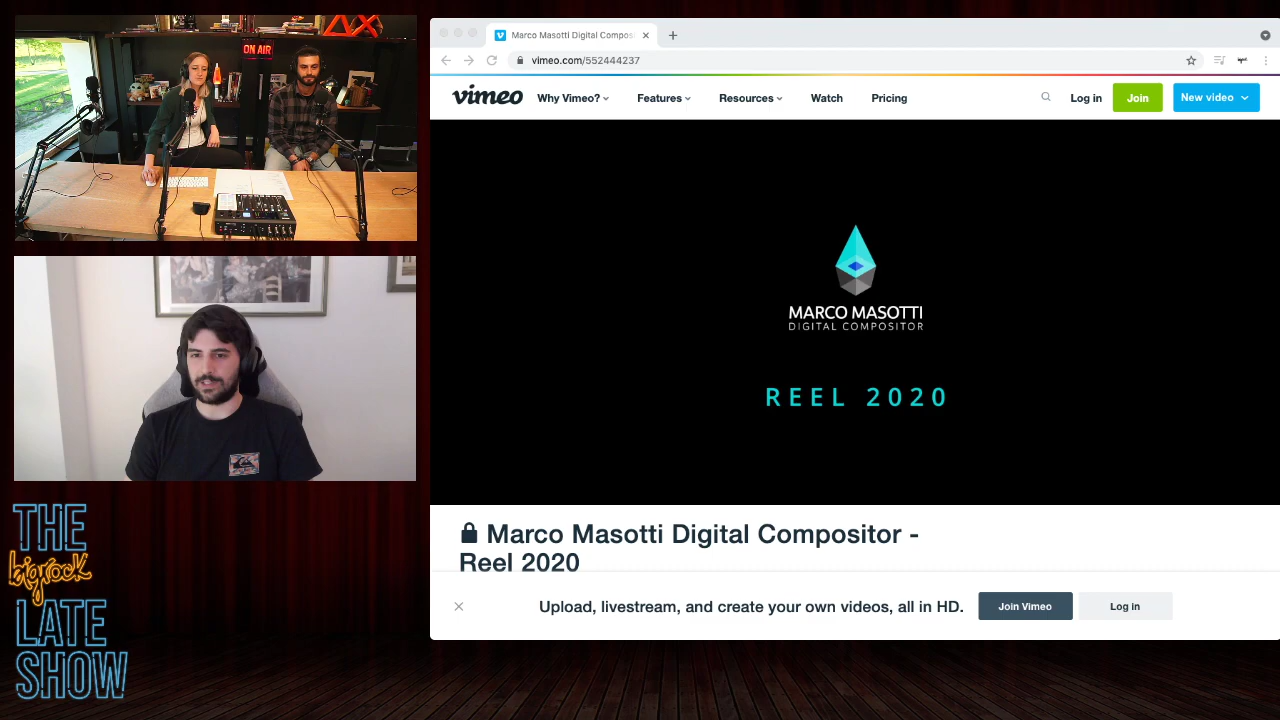 ON AIR
THE
bigrock
LATE
SHOW
Marco Masotti Digital Compos
vimeo.com/552444237
vimeo
Why Vimeo?
Features
Resources
Watch
Pricing
Log in
Join
New video
MARCO MASOTTI
DIGITAL COMPOSITOR
REEL 2020
Marco Masotti Digital Compositor -
Reel 2020
Upload, livestream, and create your own videos, all in HD.
Join Vimeo
Log in